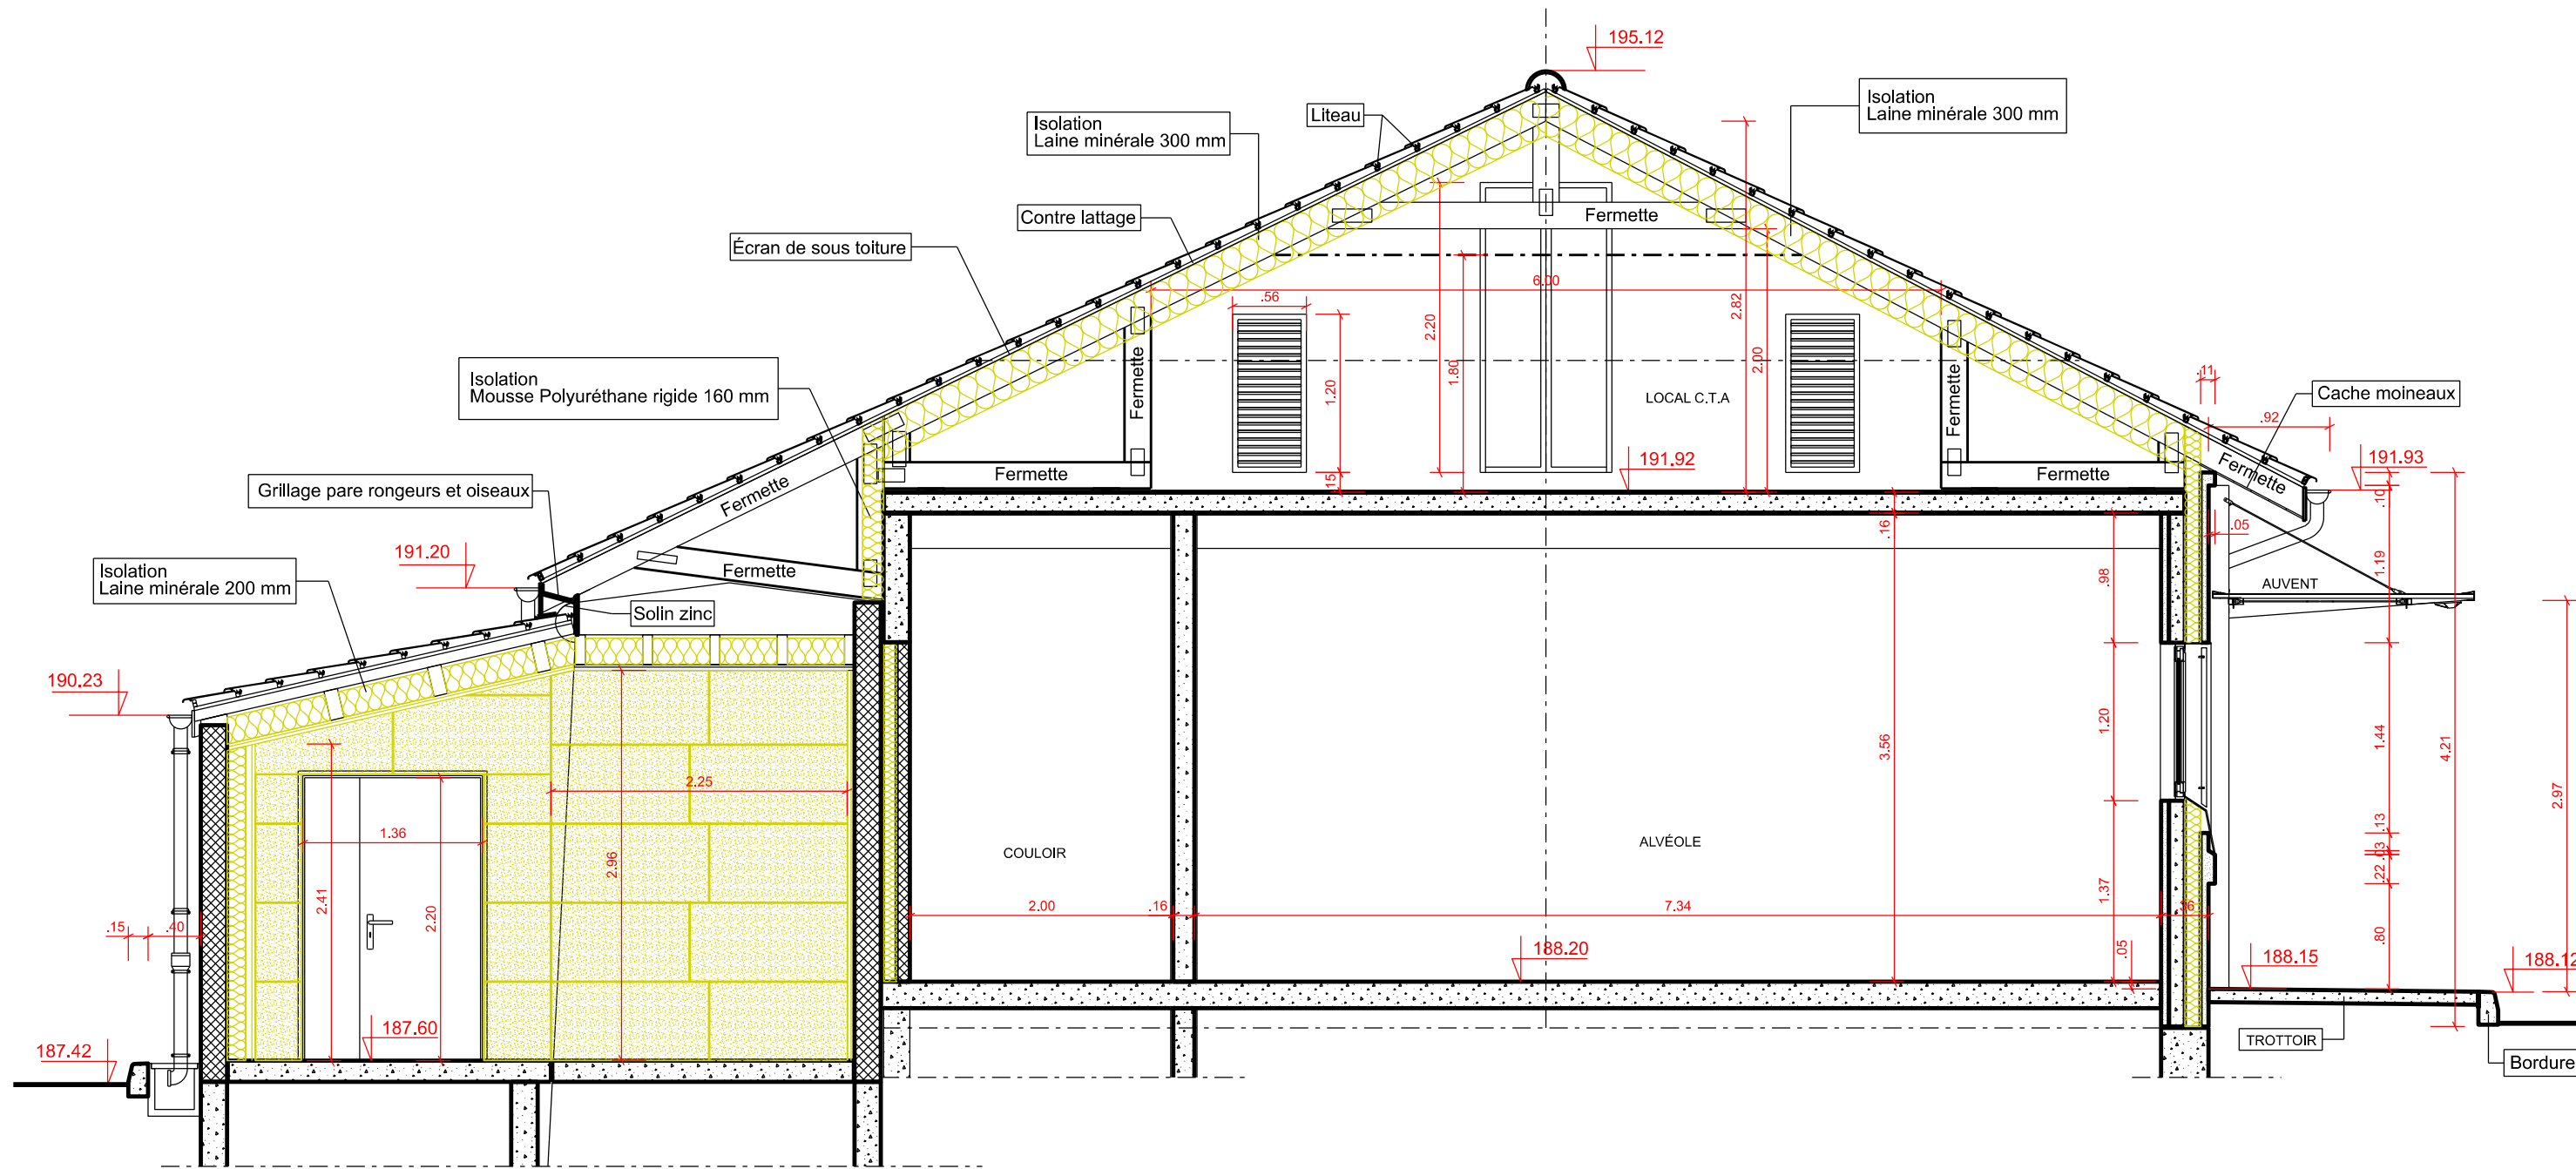 195.12
Isolation
Laine minérale 300 mm
Liteau
Isolation
Laine minérale 300 mm
Contre lattage
Fermette
Écran de sous toiture
6.00
.56
2.20
1.80
2.82
2.00
1.20
.15
Fermette
Fermette
LOCAL C.T.A
Isolation
Mousse Polyuréthane rigide 160 mm
.11
Cache moineaux
.92
191.92
191.93
Fermette
Fermette
Fermette
Fermette
Grillage pare rongeurs et oiseaux
.10
.16
.05
191.20
Isolation
Laine minérale 200 mm
Fermette
Solin zinc
.98
1.19
AUVENT
190.23
2.25
1.36
2.96
2.41
2.20
3.56
1.20
1.44
4.21
2.97
COULOIR
ALVÉOLE
.13
.03
.22
1.37
.15
.40
2.00
.16
7.34
.36
.80
.05
188.20
188.15
188.12
187.60
187.42
TROTTOIR
Bordure